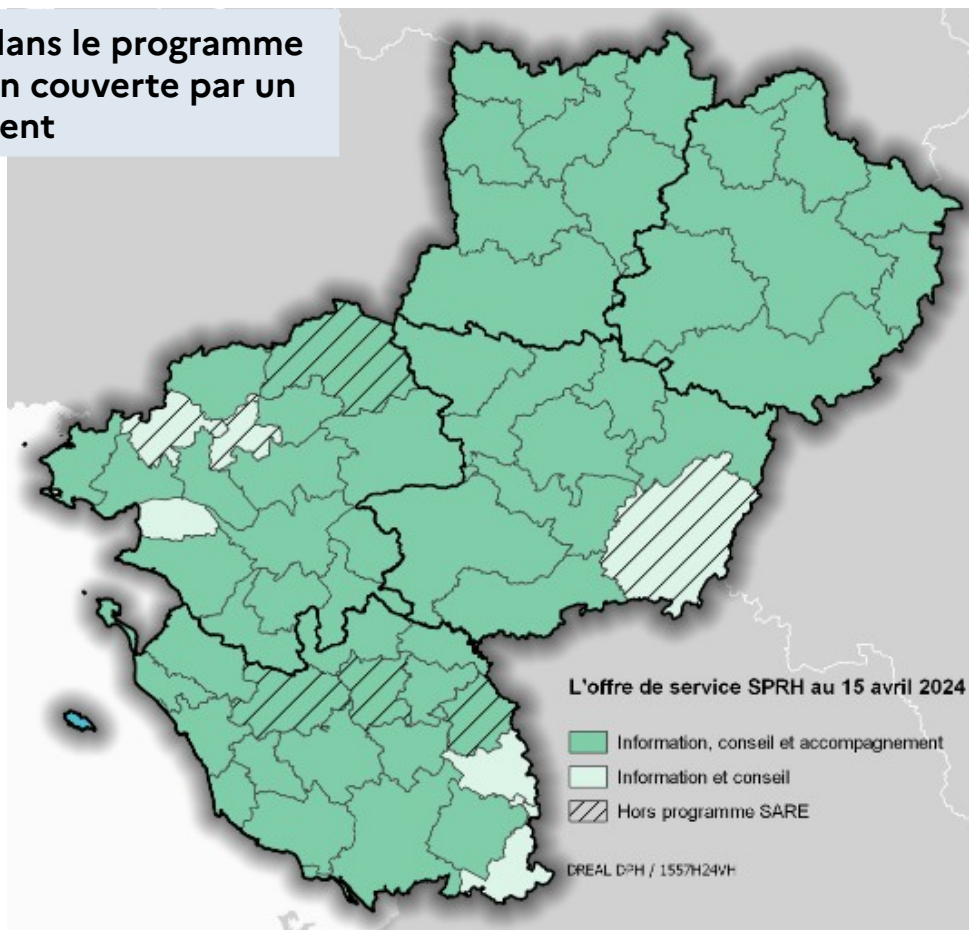 dans le programme
n couverte par un
ent
L'offre de service SPRH au 15 avril 2024
Information, conseil et accompagnement
Information et conseil
Hors programme SARE
DREAL DPH / 1557H24VH